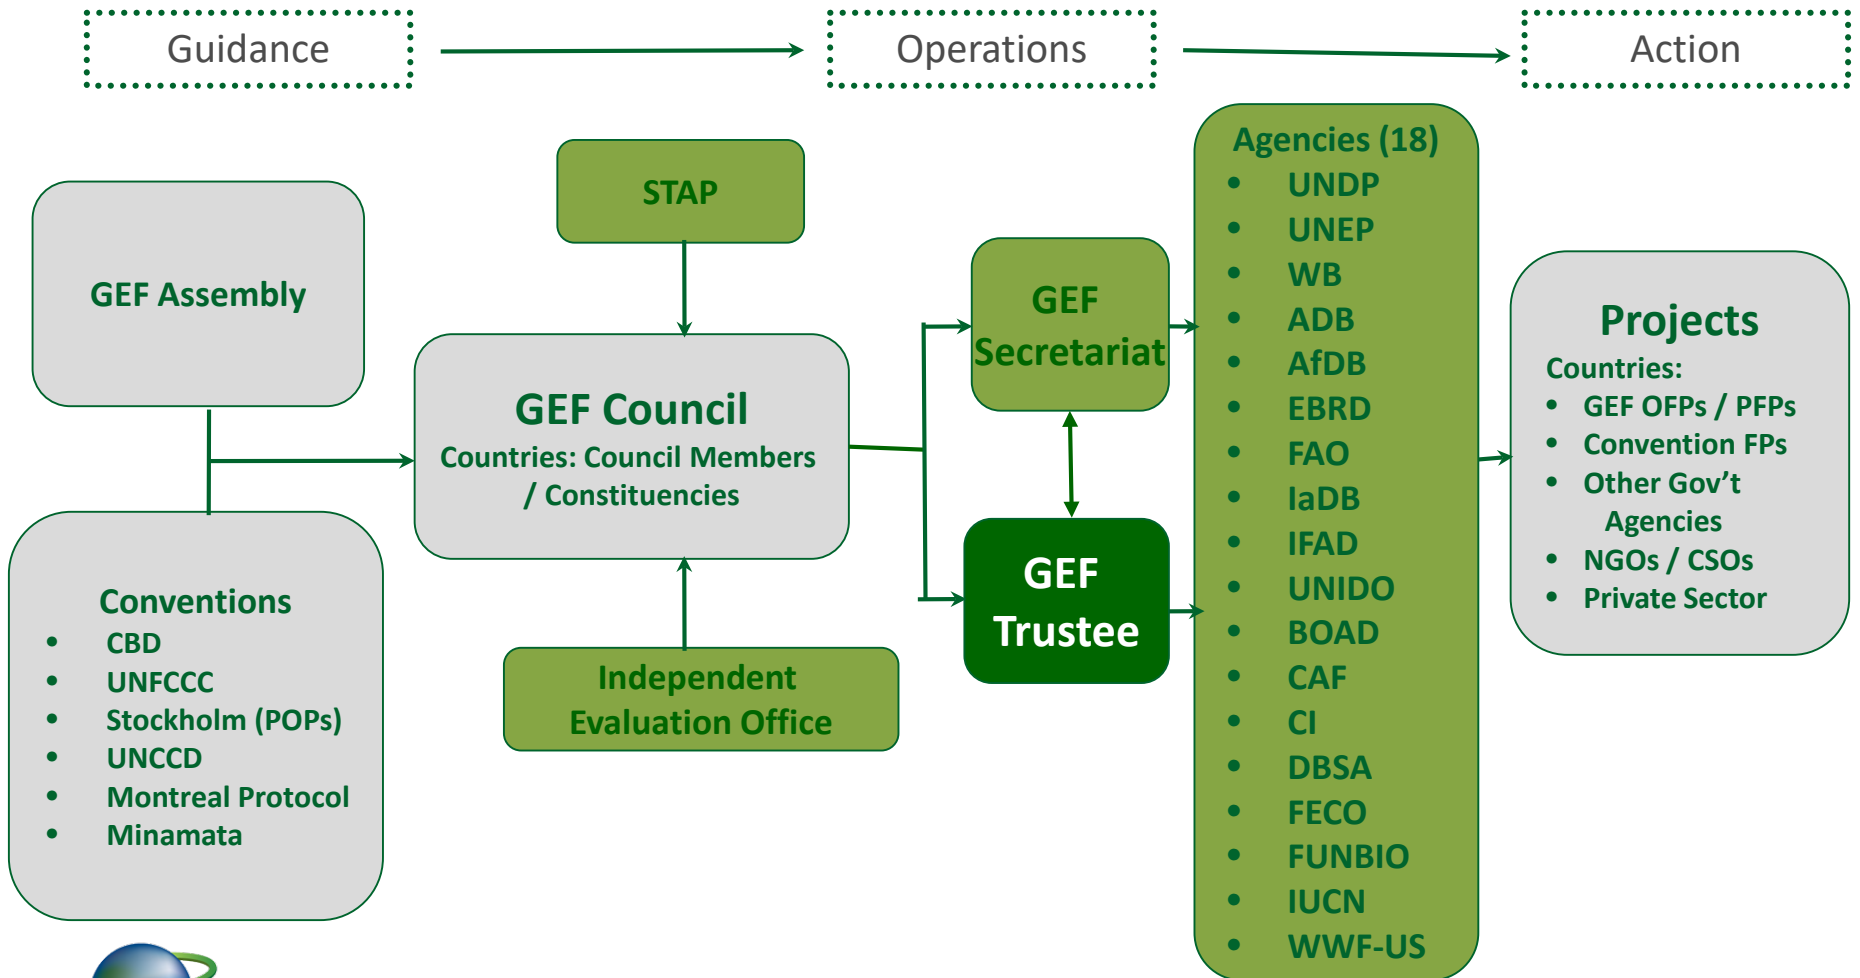 Guidance
Operations
Action
GEF Assembly
Conventions
• CBD
• UNFCCC
• Stockholm (POPs)
• UNCCD
• Montreal Protocol
• Minamata
STAP
GEF Council
Countries: Council Members
/ Constituencies
Independent
Evaluation Office
GEF
Secretariat
GEF
Trustee
Agencies (18)
• UNDP
• UNEP
• WB
• ADB
• AfDB
• EBRD
• FAO
• IaDB
• IFAD
• UNIDO
• BOAD
• CAF
• CI
• DBSA
• FECO
• FUNBIO
• IUCN
• WWF-US
Projects
Countries:
• GEF OFPs / PFPs
• Convention FPs
• Other Gov’t
Agencies
• NGOs / CSOs
• Private Sector